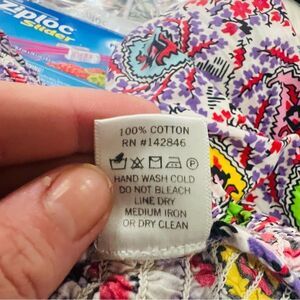 Ziploc
Slider
100% COTTON
RN #142846
P
HAND WASH COLD
DO NOT BLEACH
LINE DRY
MEDIUM IRON
OR DRY CLEAN